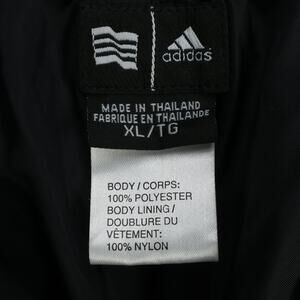 adidas
MADE IN THAILAND
FABRIQUE EN THAILANDE
XL/TG
BODY / CORPS:
100% POLYESTER
BODY LINING /
DOUBLURE DU
VÊTEMENT:
100% NYLON